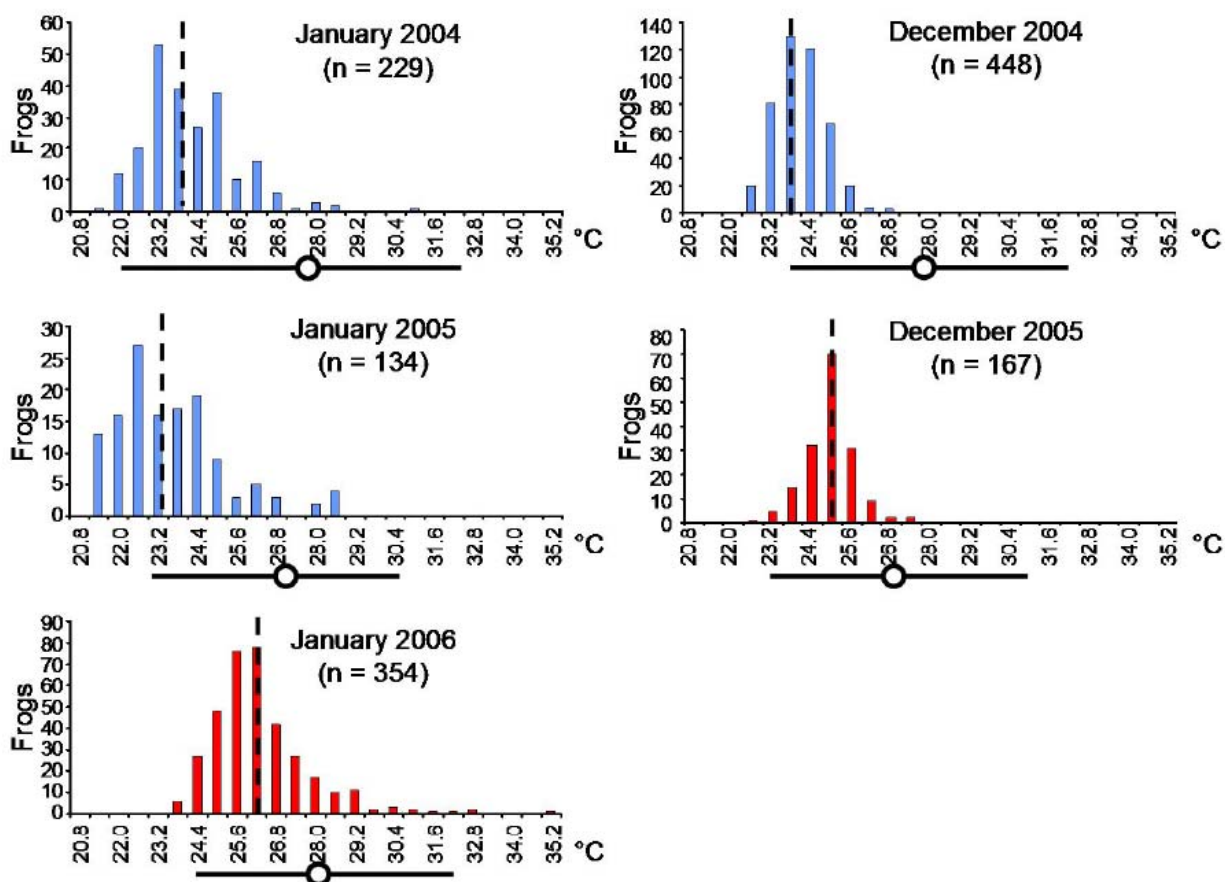 January 2004
(n = 229)
Frogs
60
50
40
30
20
10
0
20.8 22.0 23.2 24.4 25.6 26.8 28.0 29.2 30.4 31.6 32.8 34.0 35.2 °C
December 2004
(n = 448)
Frogs
140
120
100
80
60
40
20
0
20.8 22.0 23.2 24.4 25.6 26.8 28.0 29.2 30.4 31.6 32.8 34.0 35.2 °C
January 2005
(n = 134)
Frogs
30
25
20
15
10
5
0
20.8 22.0 23.2 24.4 25.6 26.8 28.0 29.2 30.4 31.6 32.8 34.0 35.2 °C
December 2005
(n = 167)
Frogs
80
70
60
50
40
30
20
10
0
20.8 22.0 23.2 24.4 25.6 26.8 28.0 29.2 30.4 31.6 32.8 34.0 35.2 °C
January 2006
(n = 354)
Frogs
90
80
70
60
50
40
30
20
10
0
20.8 22.0 23.2 24.4 25.6 26.8 28.0 29.2 30.4 31.6 32.8 34.0 35.2 °C